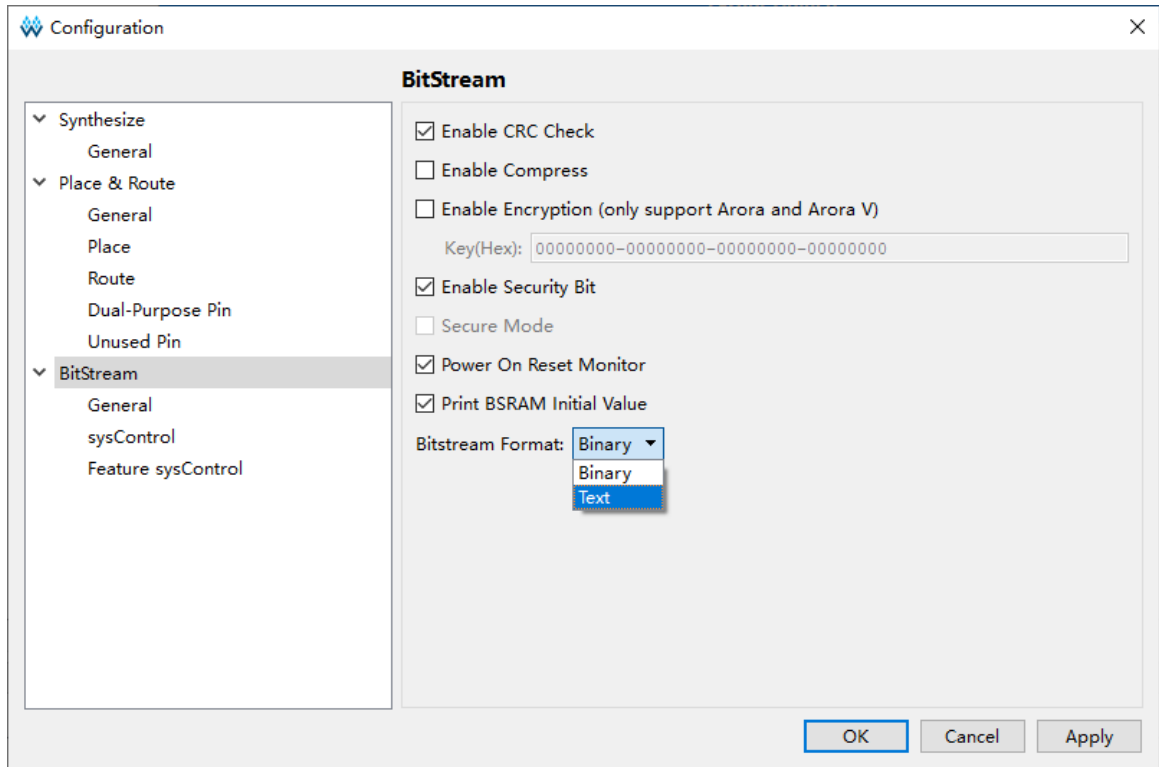 Configuration
BitStream
Synthesize
General
Place & Route
General
Place
Route
Dual-Purpose Pin
Unused Pin
BitStream
General
sysControl
Feature sysControl
Enable CRC Check
Enable Compress
Enable Encryption (only support Arora and Arora V)
Key(Hex): 00000000-00000000-00000000-00000000
Enable Security Bit
Secure Mode
Power On Reset Monitor
Print BSRAM Initial Value
Bitstream Format: Binary
Binary
Text
OK Cancel Apply